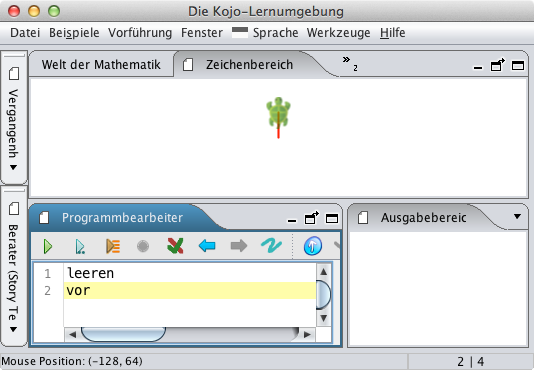 Die Kojo-Lernumgebung
Datei Beispiele Vorführung Fenster Sprache Werkzeuge Hilfe
Vergangenh
Welt der Mathematik Zeichenbereich 2
Berater (Story Te
Programmbearbeiter
1 leeren
2 vor
Ausgabebereic
Mouse Position: (-128, 64) 2 | 4